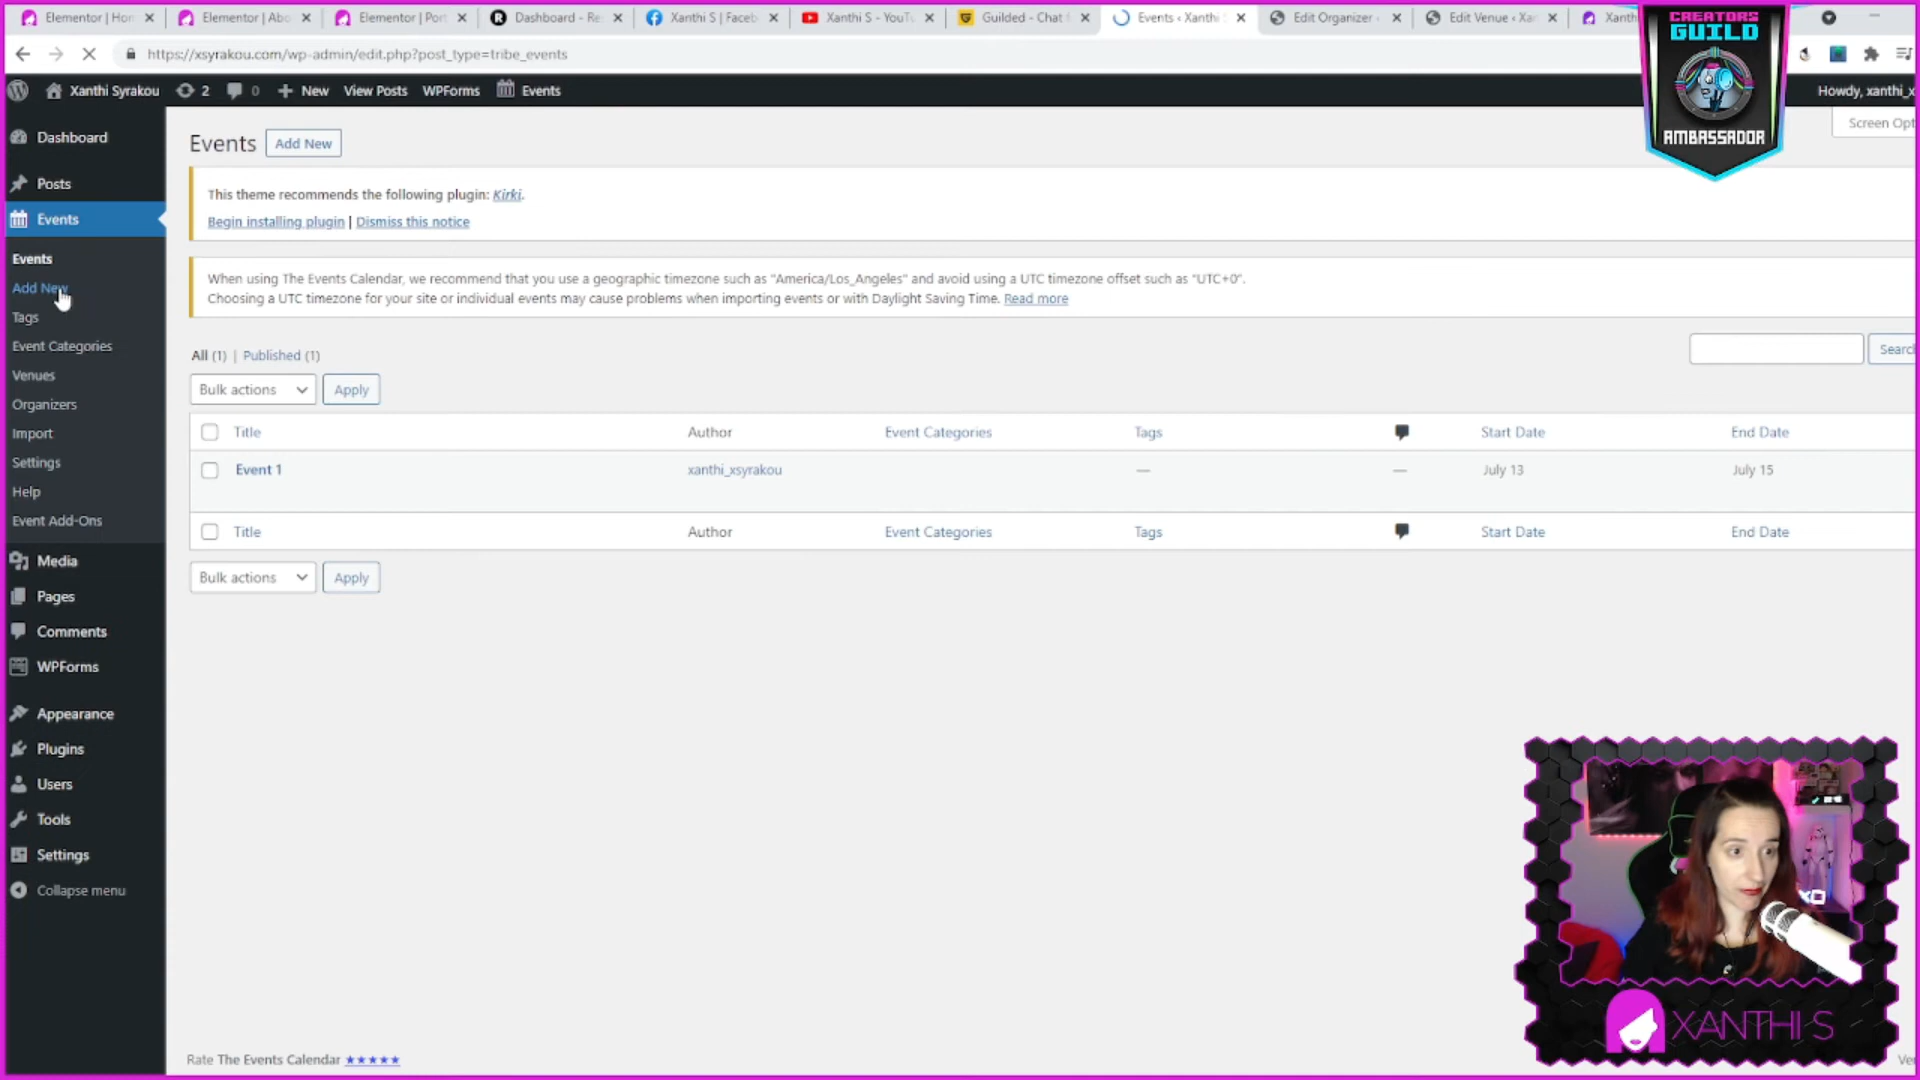 Elementor | Hon
Elementor | Abo
Elementor | Port
Dashboard - Re
Xanthi S | Faceb
Xanthi S - YouTu
Guilded - Chat f
Events ‹ Xanthi S
Edit Organizer ‹
Edit Venue ‹ Xa
Xanth
https://xsyrakou.com/wp-admin/edit.php?post_type=tribe_events
CREATORS
GUILD
AMBASSADOR
Xanthi Syrakou
2
0
New
View Posts
WPForms
Events
Howdy, xanthi_x
Screen Opt
Dashboard
Posts
Events
Events
Add New
Tags
Event Categories
Venues
Organizers
Import
Settings
Help
Event Add-Ons
Media
Pages
Comments
WPForms
Appearance
Plugins
Users
Tools
Settings
Collapse menu
Events Add New
This theme recommends the following plugin: Kirki.
Begin installing plugin | Dismiss this notice
When using The Events Calendar, we recommend that you use a geographic timezone such as "America/Los_Angeles" and avoid using a UTC timezone offset such as "UTC+0".
Choosing a UTC timezone for your site or individual events may cause problems when importing events or with Daylight Saving Time. Read more
All (1) | Published (1)
Searc
Bulk actions Apply
Title Author Event Categories Tags Start Date End Date
Event 1 xanthi_xsyrakou — — July 13 July 15
Title Author Event Categories Tags Start Date End Date
Bulk actions Apply
XANTHI S
Rate The Events Calendar ★★★★★
Ve